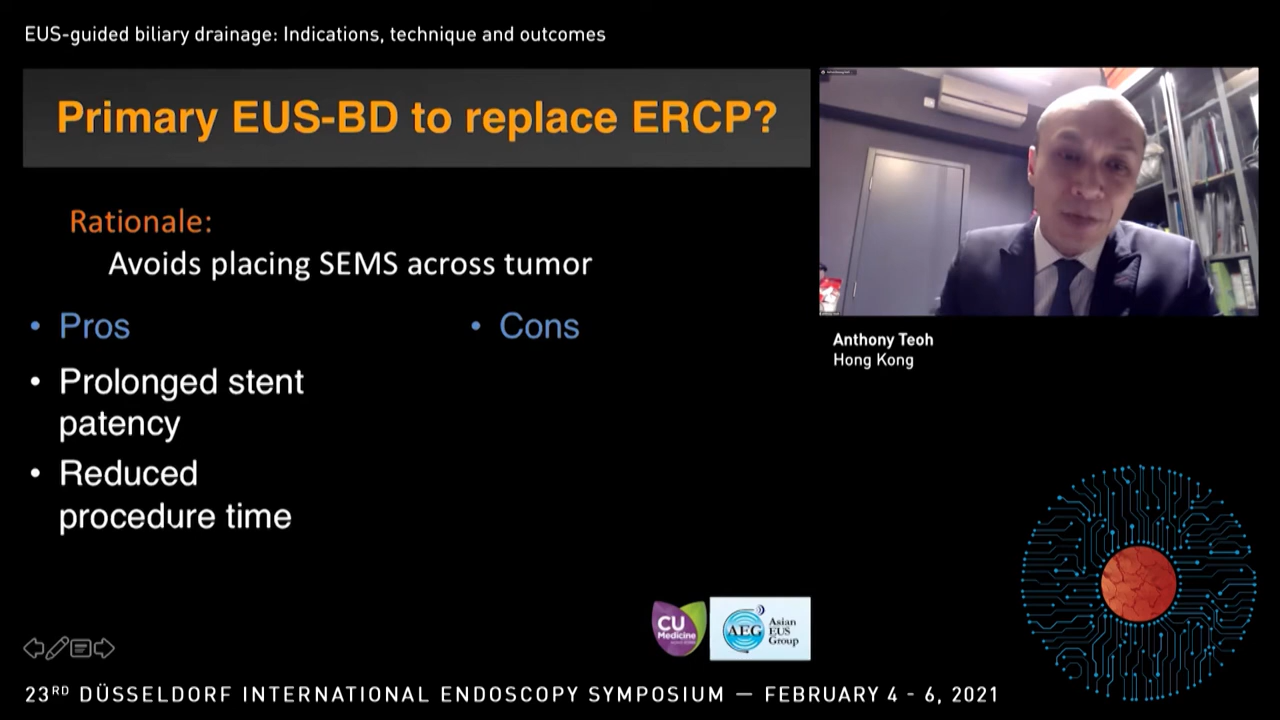 EUS-guided biliary drainage: Indications, technique and outcomes
Primary EUS-BD to replace ERCP?
Rationale:
Avoids placing SEMS across tumor
• Pros
• Prolonged stent
patency
• Reduced
procedure time
• Cons
Anthony Teoh
Hong Kong
CU
Medicine
AEG
Asian
EUS
Group
23RD DÜSSELDORF INTERNATIONAL ENDOSCOPY SYMPOSIUM — FEBRUARY 4 - 6, 2021